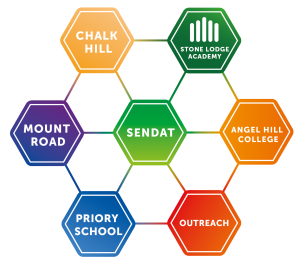 CHALK
HILL
STONE LODGE
ACADEMY
MOUNT
ROAD
SENDAT
ANGEL HILL
COLLEGE
PRIORY
SCHOOL
OUTREACH